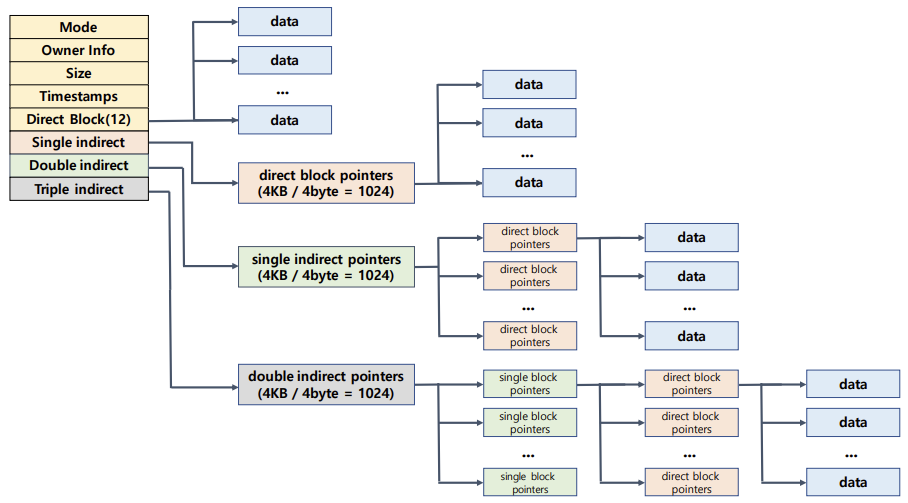 Mode
Owner Info
Size
Timestamps
Direct Block(12)
Single indirect
Double indirect
Triple indirect
data
data
...
data
direct block pointers
(4KB / 4byte = 1024)
data
data
...
data
single indirect pointers
(4KB / 4byte = 1024)
direct block
pointers
direct block
pointers
...
direct block
pointers
data
data
...
data
double indirect pointers
(4KB / 4byte = 1024)
single block
pointers
single block
pointers
...
single block
pointers
direct block
pointers
direct block
pointers
...
direct block
pointers
data
data
...
data